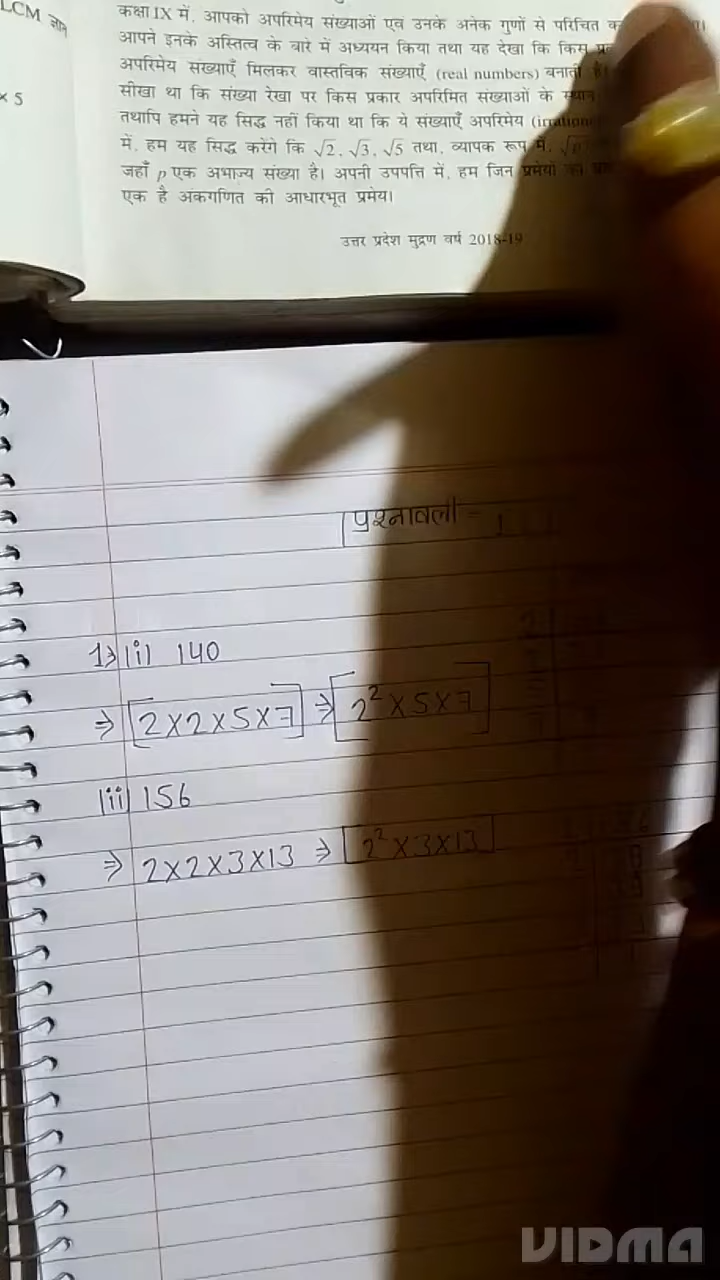 LCM ज्ञात
× 5
कक्षा IX में, आपको अपरिमेय संख्याओं एवं उनके अनेक गुणों से परिचित
आपने इनके अस्तित्व के बारे में अध्ययन किया तथा यह देखा कि किस
अपरिमेय संख्याएँ मिलकर वास्तविक संख्याएँ (real numbers) बनाती हैं।
सीखा था कि संख्या रेखा पर किस प्रकार अपरिमित संख्याओं के स्थान
तथापि हमने यह सिद्ध नहीं किया था कि ये संख्याएँ अपरिमेय
में, हम यह सिद्ध करेंगे कि √2, √3, √5 तथा, व्यापक रूप में,
जहाँ p एक अभाज्य संख्या है। अपनी उपपत्ति में, हम जिन प्रमेयों का
एक है अंकगणित की आधारभूत प्रमेय।
उत्तर प्रदेश मुद्रण वर्ष 2018-19
प्रश्नावली - 1
1) (i) 140
⇒ [2×2×5×7] ⇒ [2²×5×7]
(ii) 156
⇒ 2×2×3×13 ⇒ [2²×3×13]
VIDMA